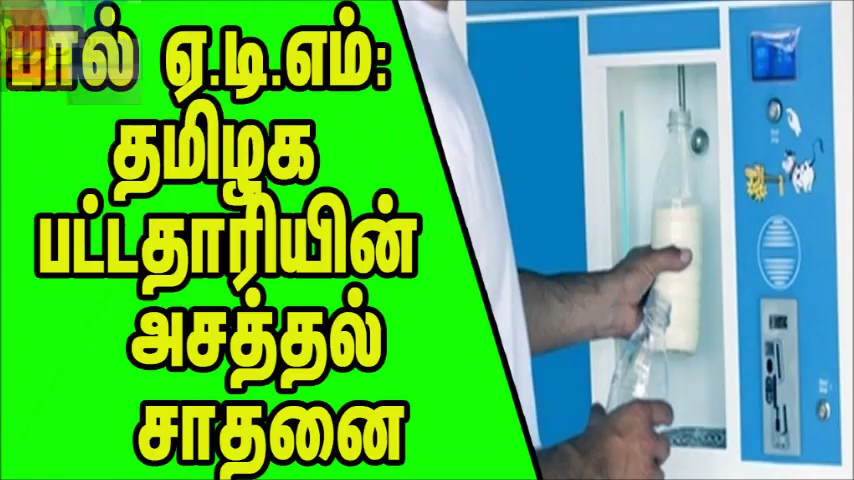 பால் ஏ.டி.எம்:
தமிழக
பட்டதாரியின்
அசத்தல்
சாதனை